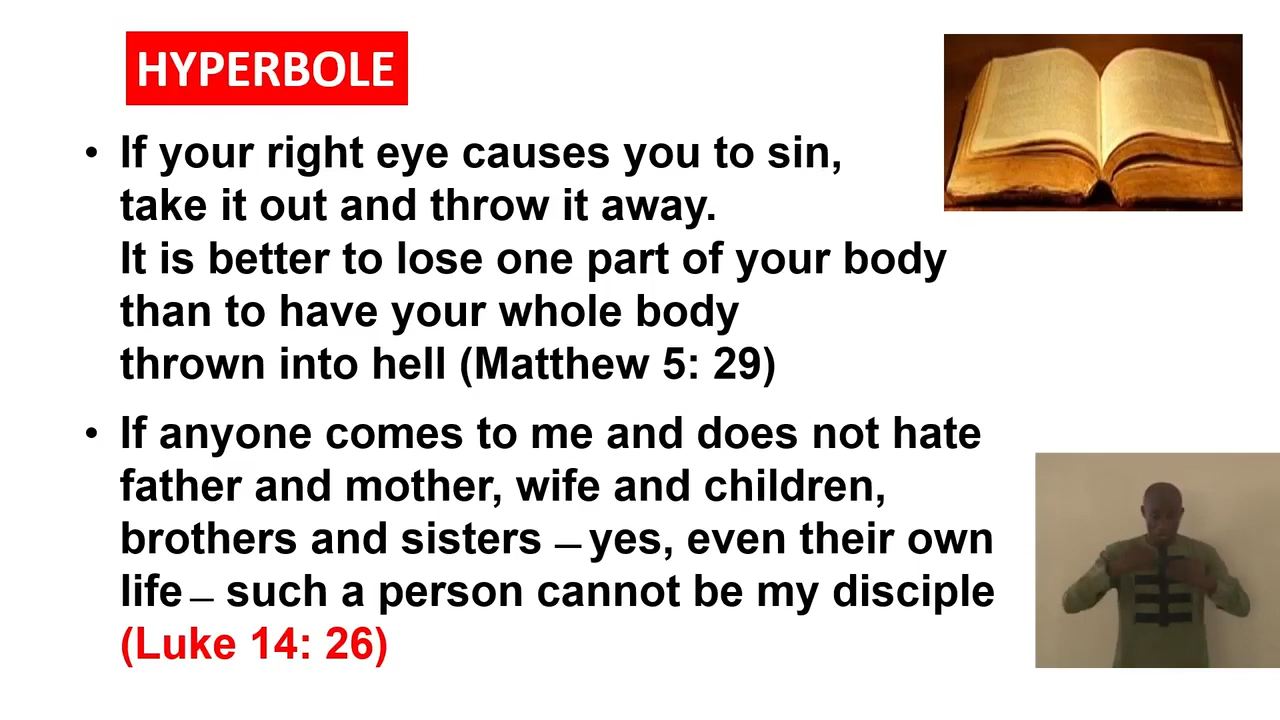 HYPERBOLE
• If your right eye causes you to sin,
take it out and throw it away.
It is better to lose one part of your body
than to have your whole body
thrown into hell (Matthew 5: 29)
• If anyone comes to me and does not hate
father and mother, wife and children,
brothers and sisters – yes, even their own
life – such a person cannot be my disciple
(Luke 14: 26)